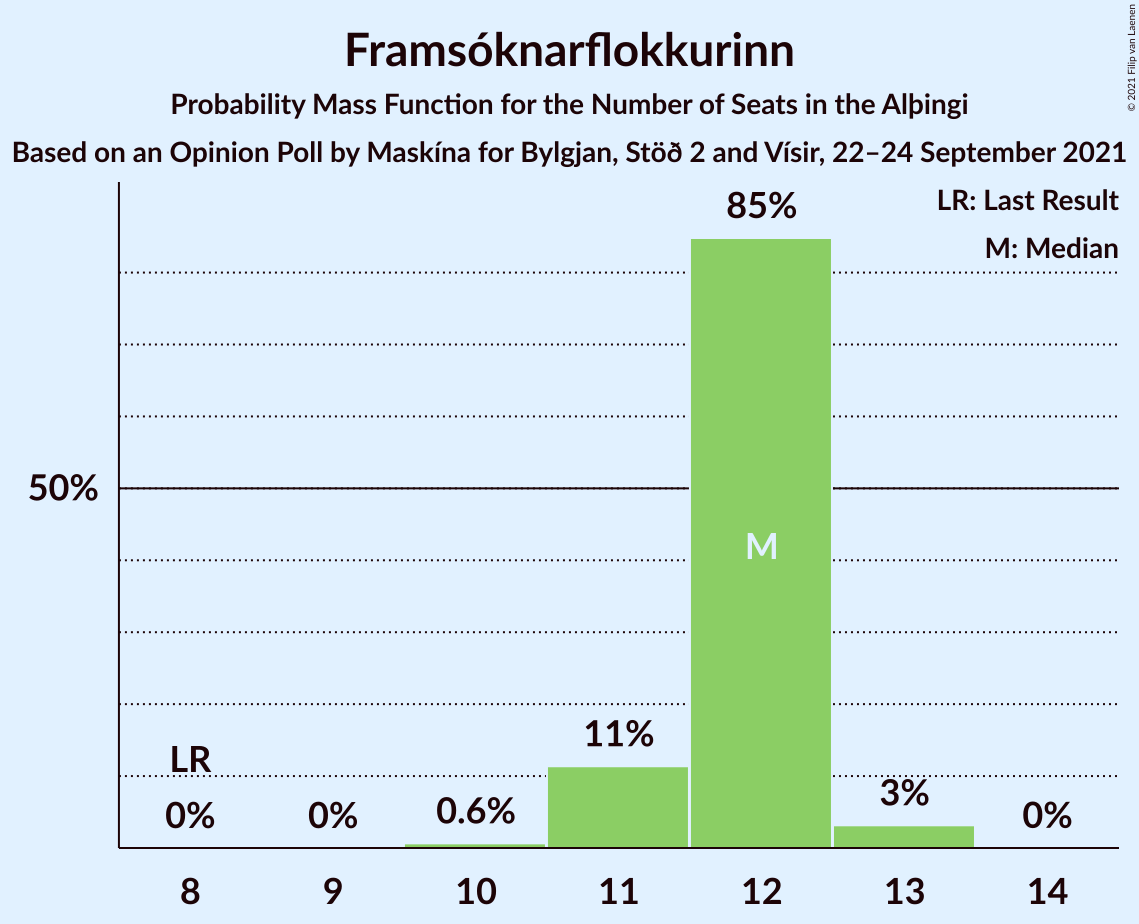 Framsóknarflokkurinn
Probability Mass Function for the Number of Seats in the Alþingi
Based on an Opinion Poll by Maskína for Bylgjan, Stöð 2 and Vísir, 22–24 September 2021
© 2021 Filip van Laenen
LR: Last Result
M: Median
85%
50%
M
11%
LR
3%
0.6%
0% 0% 0%
8 9 10 11 12 13 14